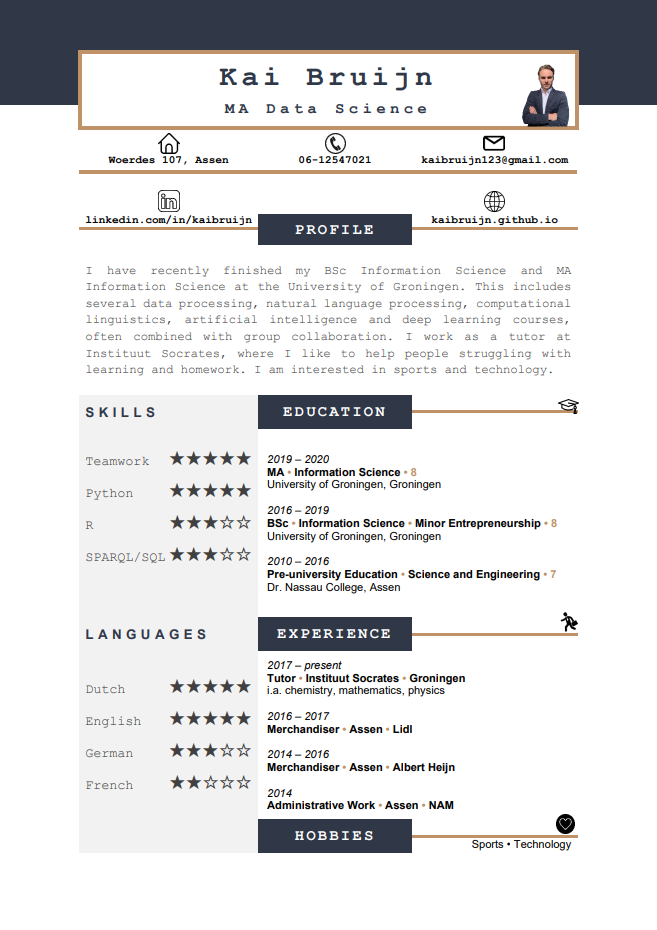 Kai Bruijn
MA Data Science
Woerdes 107, Assen
06-12547021
kaibruijn123@gmail.com
linkedin.com/in/kaibruijn
kaibruijn.github.io
PROFILE
I have recently finished my BSc Information Science and MA
Information Science at the University of Groningen. This includes
several data processing, natural language processing, computational
linguistics, artificial intelligence and deep learning courses,
often combined with group collaboration. I work as a tutor at
Instituut Socrates, where I like to help people struggling with
learning and homework. I am interested in sports and technology.
SKILLS
Teamwork ★★★★★
Python ★★★★★
R ★★★☆☆
SPARQL/SQL ★★★☆☆
EDUCATION
2019 – 2020
MA • Information Science • 8
University of Groningen, Groningen
2016 – 2019
BSc • Information Science • Minor Entrepreneurship • 8
University of Groningen, Groningen
2010 – 2016
Pre-university Education • Science and Engineering • 7
Dr. Nassau College, Assen
LANGUAGES
Dutch ★★★★★
English ★★★★★
German ★★★☆☆
French ★★☆☆☆
EXPERIENCE
2017 – present
Tutor • Instituut Socrates • Groningen
i.a. chemistry, mathematics, physics
2016 – 2017
Merchandiser • Assen • Lidl
2014 – 2016
Merchandiser • Assen • Albert Heijn
2014
Administrative Work • Assen • NAM
HOBBIES
Sports • Technology